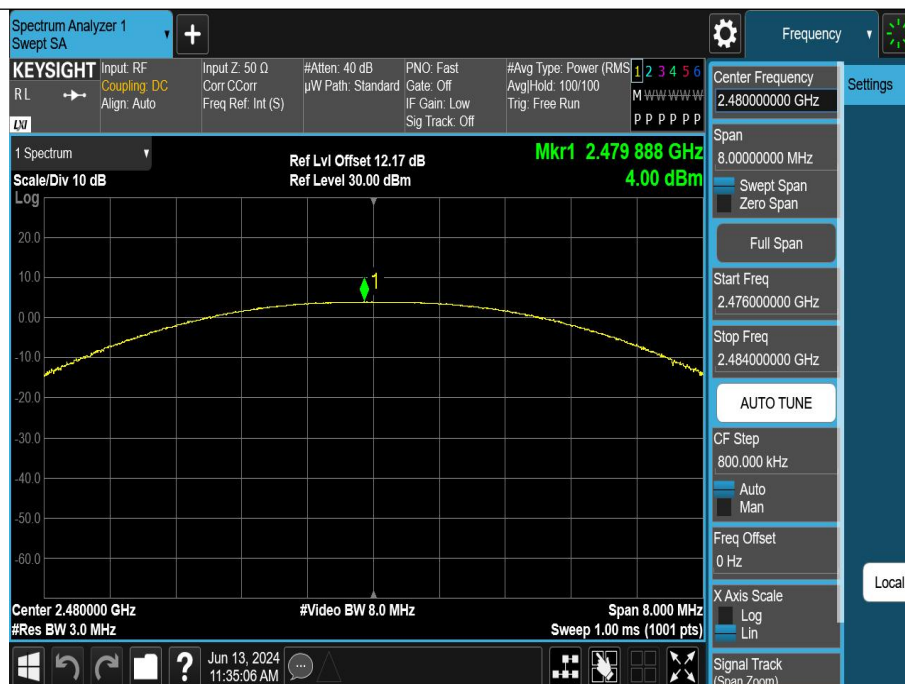 Spectrum Analyzer 1
Swept SA
Frequency
KEYSIGHT
RL
LXI
Input: RF
Coupling: DC
Align: Auto
Input Z: 50 Ω
Corr CCorr
Freq Ref: Int (S)
#Atten: 40 dB
µW Path: Standard
PNO: Fast
Gate: Off
IF Gain: Low
Sig Track: Off
#Avg Type: Power (RMS
Avg|Hold: 100/100
Trig: Free Run
1 2 3 4 5 6
M W W W W W
P P P P P P
Center Frequency
2.480000000 GHz
Settings
Span
8.00000000 MHz
Swept Span
Zero Span
Full Span
Start Freq
2.476000000 GHz
Stop Freq
2.484000000 GHz
AUTO TUNE
CF Step
800.000 kHz
Auto
Man
Freq Offset
0 Hz
X Axis Scale
Log
Lin
Signal Track
(Span Zoom)
Local
1 Spectrum
Scale/Div 10 dB
Log
Ref Lvl Offset 12.17 dB
Ref Level 30.00 dBm
Mkr1 2.479 888 GHz
4.00 dBm
20.0
10.0
1
0.00
-10.0
-20.0
-30.0
-40.0
-50.0
-60.0
Center 2.480000 GHz
#Res BW 3.0 MHz
#Video BW 8.0 MHz
Span 8.000 MHz
Sweep 1.00 ms (1001 pts)
?
Jun 13, 2024
11:35:06 AM